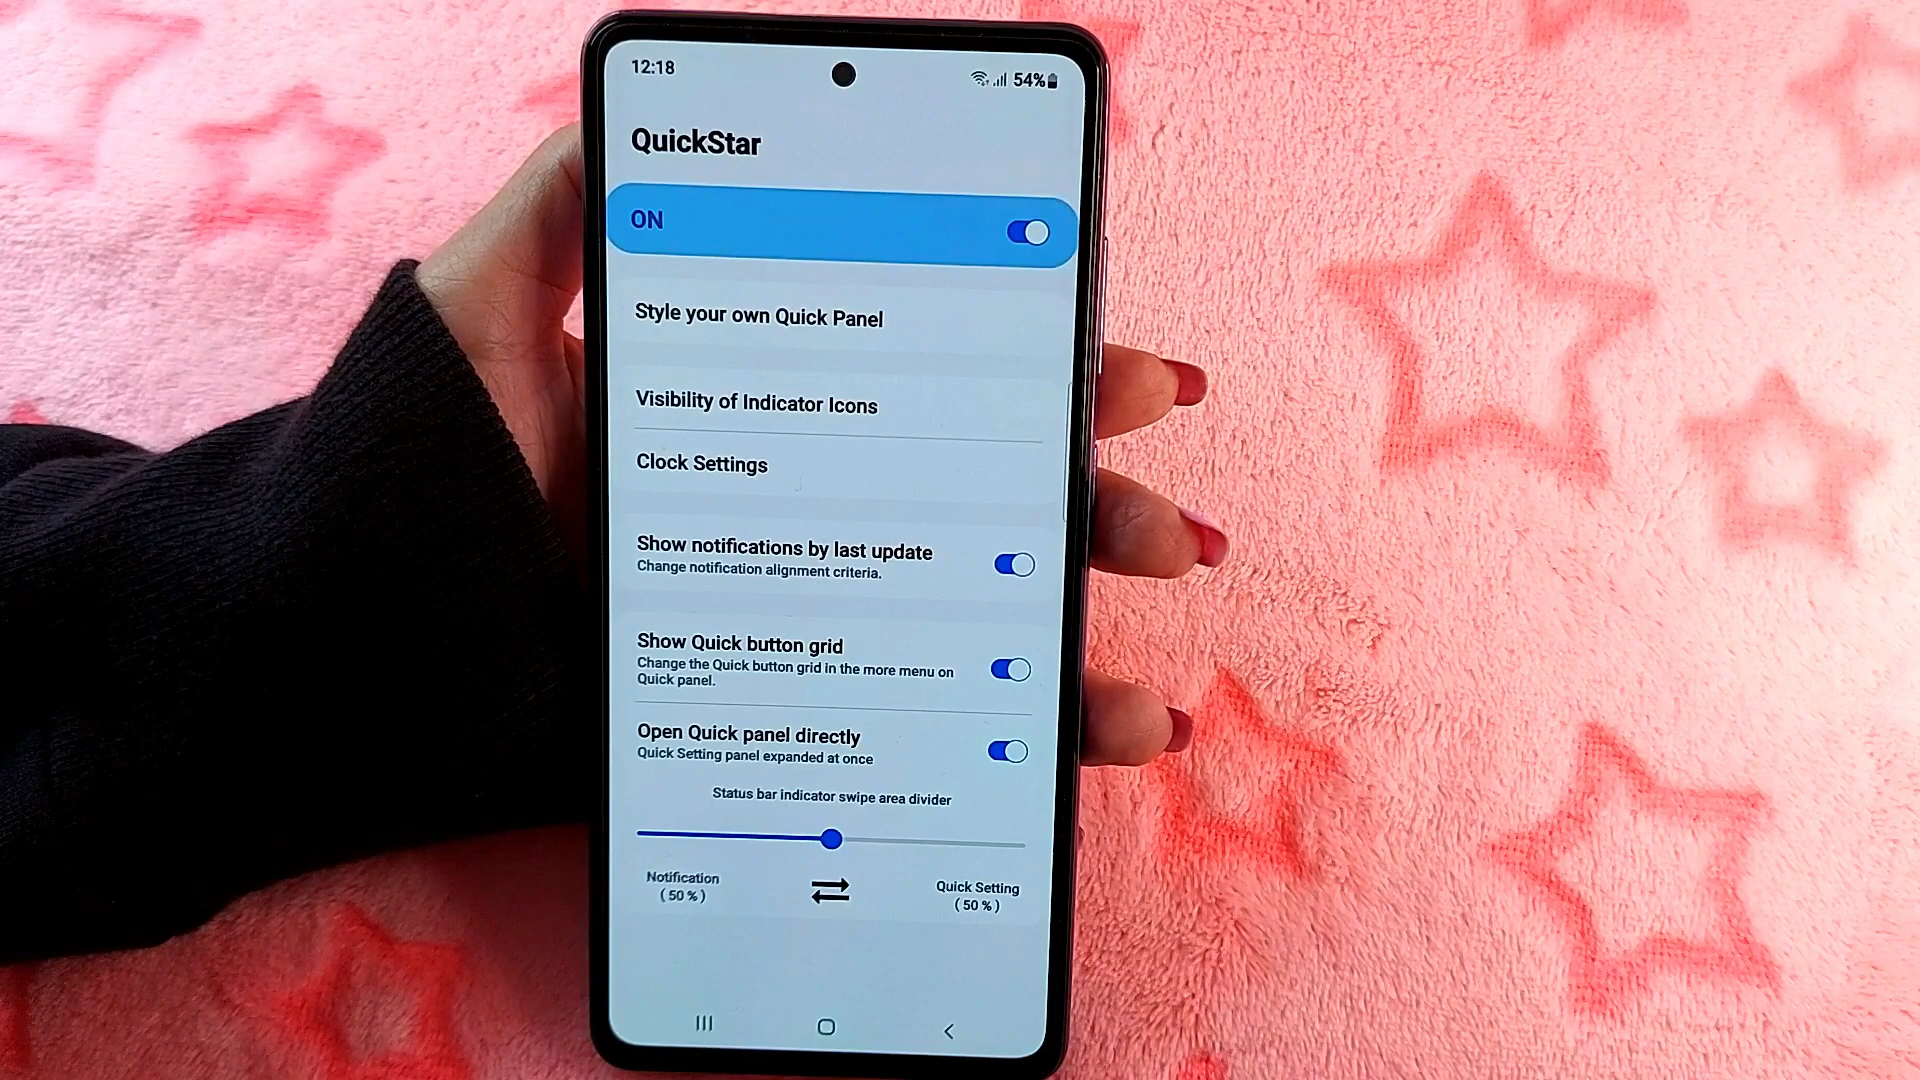 12:18
54%
QuickStar
ON
Style your own Quick Panel
Visibility of Indicator Icons
Clock Settings
Show notifications by last update
Change notification alignment criteria.
Show Quick button grid
Change the Quick button grid in the more menu on
Quick panel.
Open Quick panel directly
Quick Setting panel expanded at once
Status bar indicator swipe area divider
Notification
( 50 % )
Quick Setting
( 50 % )